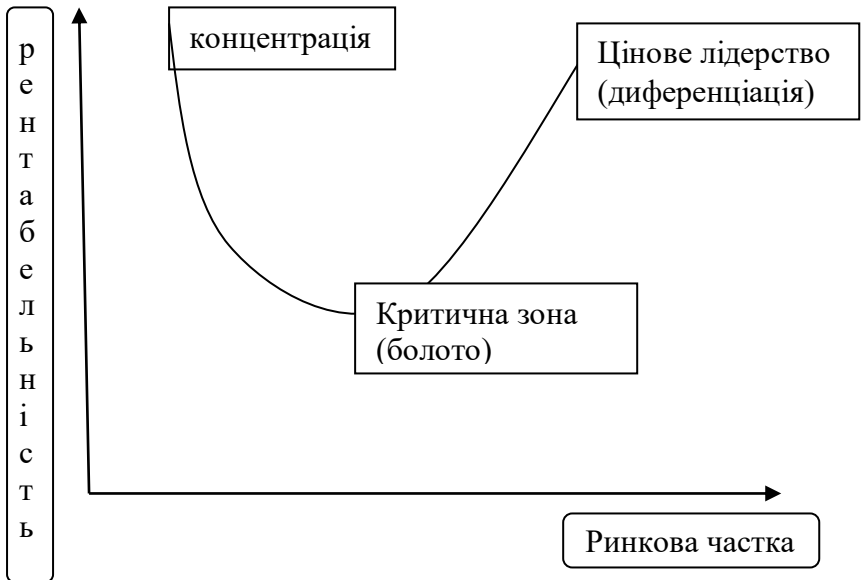 рентабельність
концентрація
Цінове лідерство
(диференціація)
Критична зона
(болото)
Ринкова частка